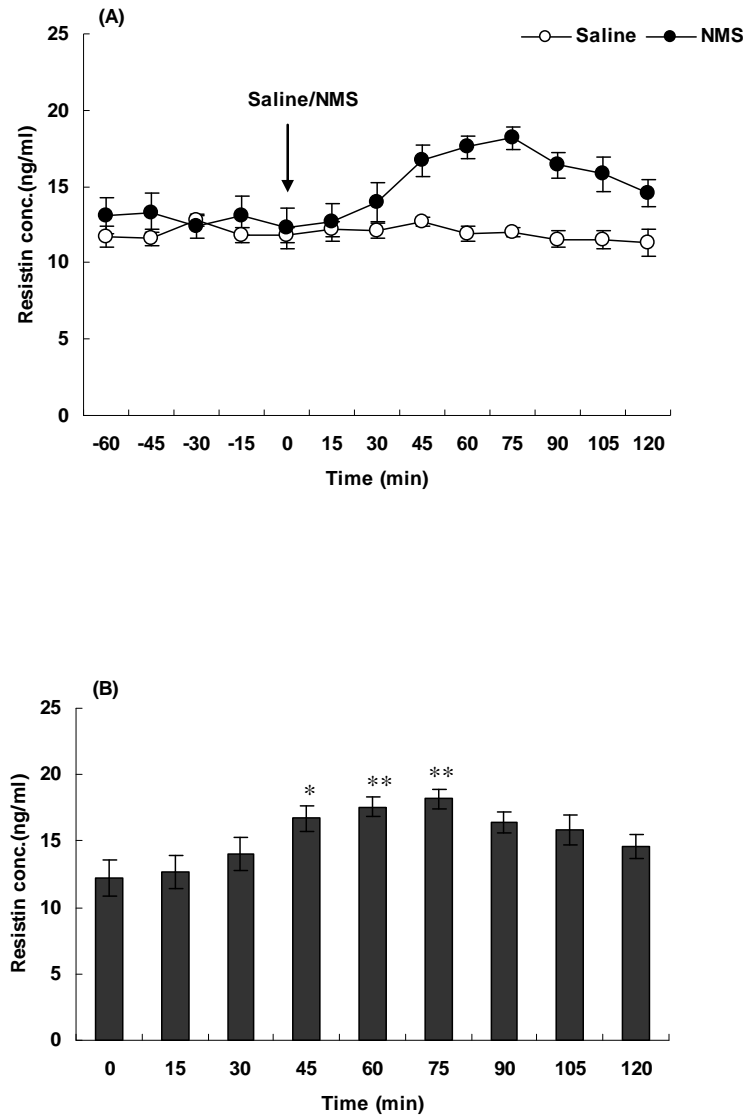 (A)
Saline NMS
Saline/NMS
25
20
15
10
5
0
Resistin conc.(ng/ml)
-60 -45 -30 -15 0 15 30 45 60 75 90 105 120
Time (min)
(B)
25
20
15
10
5
0
Resistin conc.(ng/ml)
* ** **
0 15 30 45 60 75 90 105 120
Time (min)